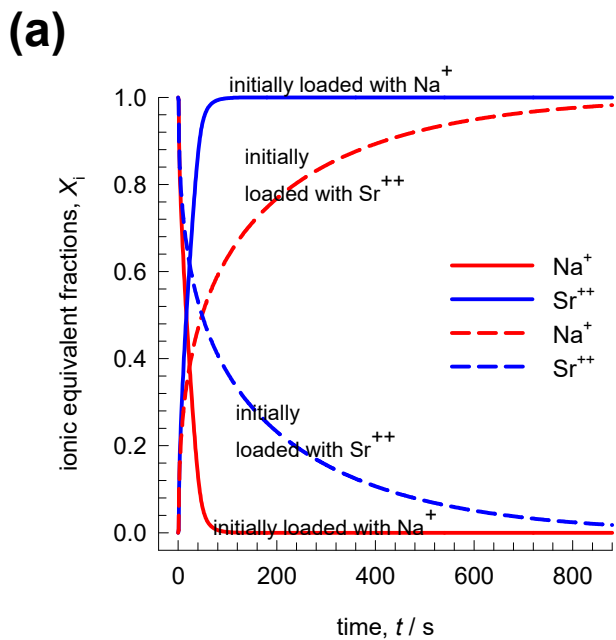 (a)
initially loaded with Na⁺
1.0
initially
loaded with Sr⁺⁺
0.8
ionic equivalent fractions, Xᵢ
0.6
Na⁺
Sr⁺⁺
Na⁺
Sr⁺⁺
0.4
initially
loaded with Sr⁺⁺
0.2
initially loaded with Na⁺
0.0
0 200 400 600 800
time, t / s